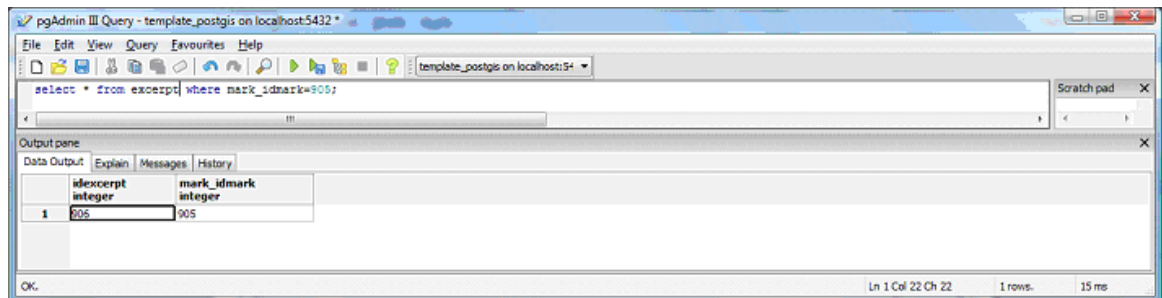 pgAdmin III Query - template_postgis on localhost:5432 *
File Edit View Query Favourites Help
template_postgis on localhost:54
select * from excerpt where mark_idmark=905;
Scratch pad
Output pane
Data Output Explain Messages History
idexcerpt mark_idmark
integer integer
1 905 905
OK. Ln 1 Col 22 Ch 22 1 rows. 15 ms